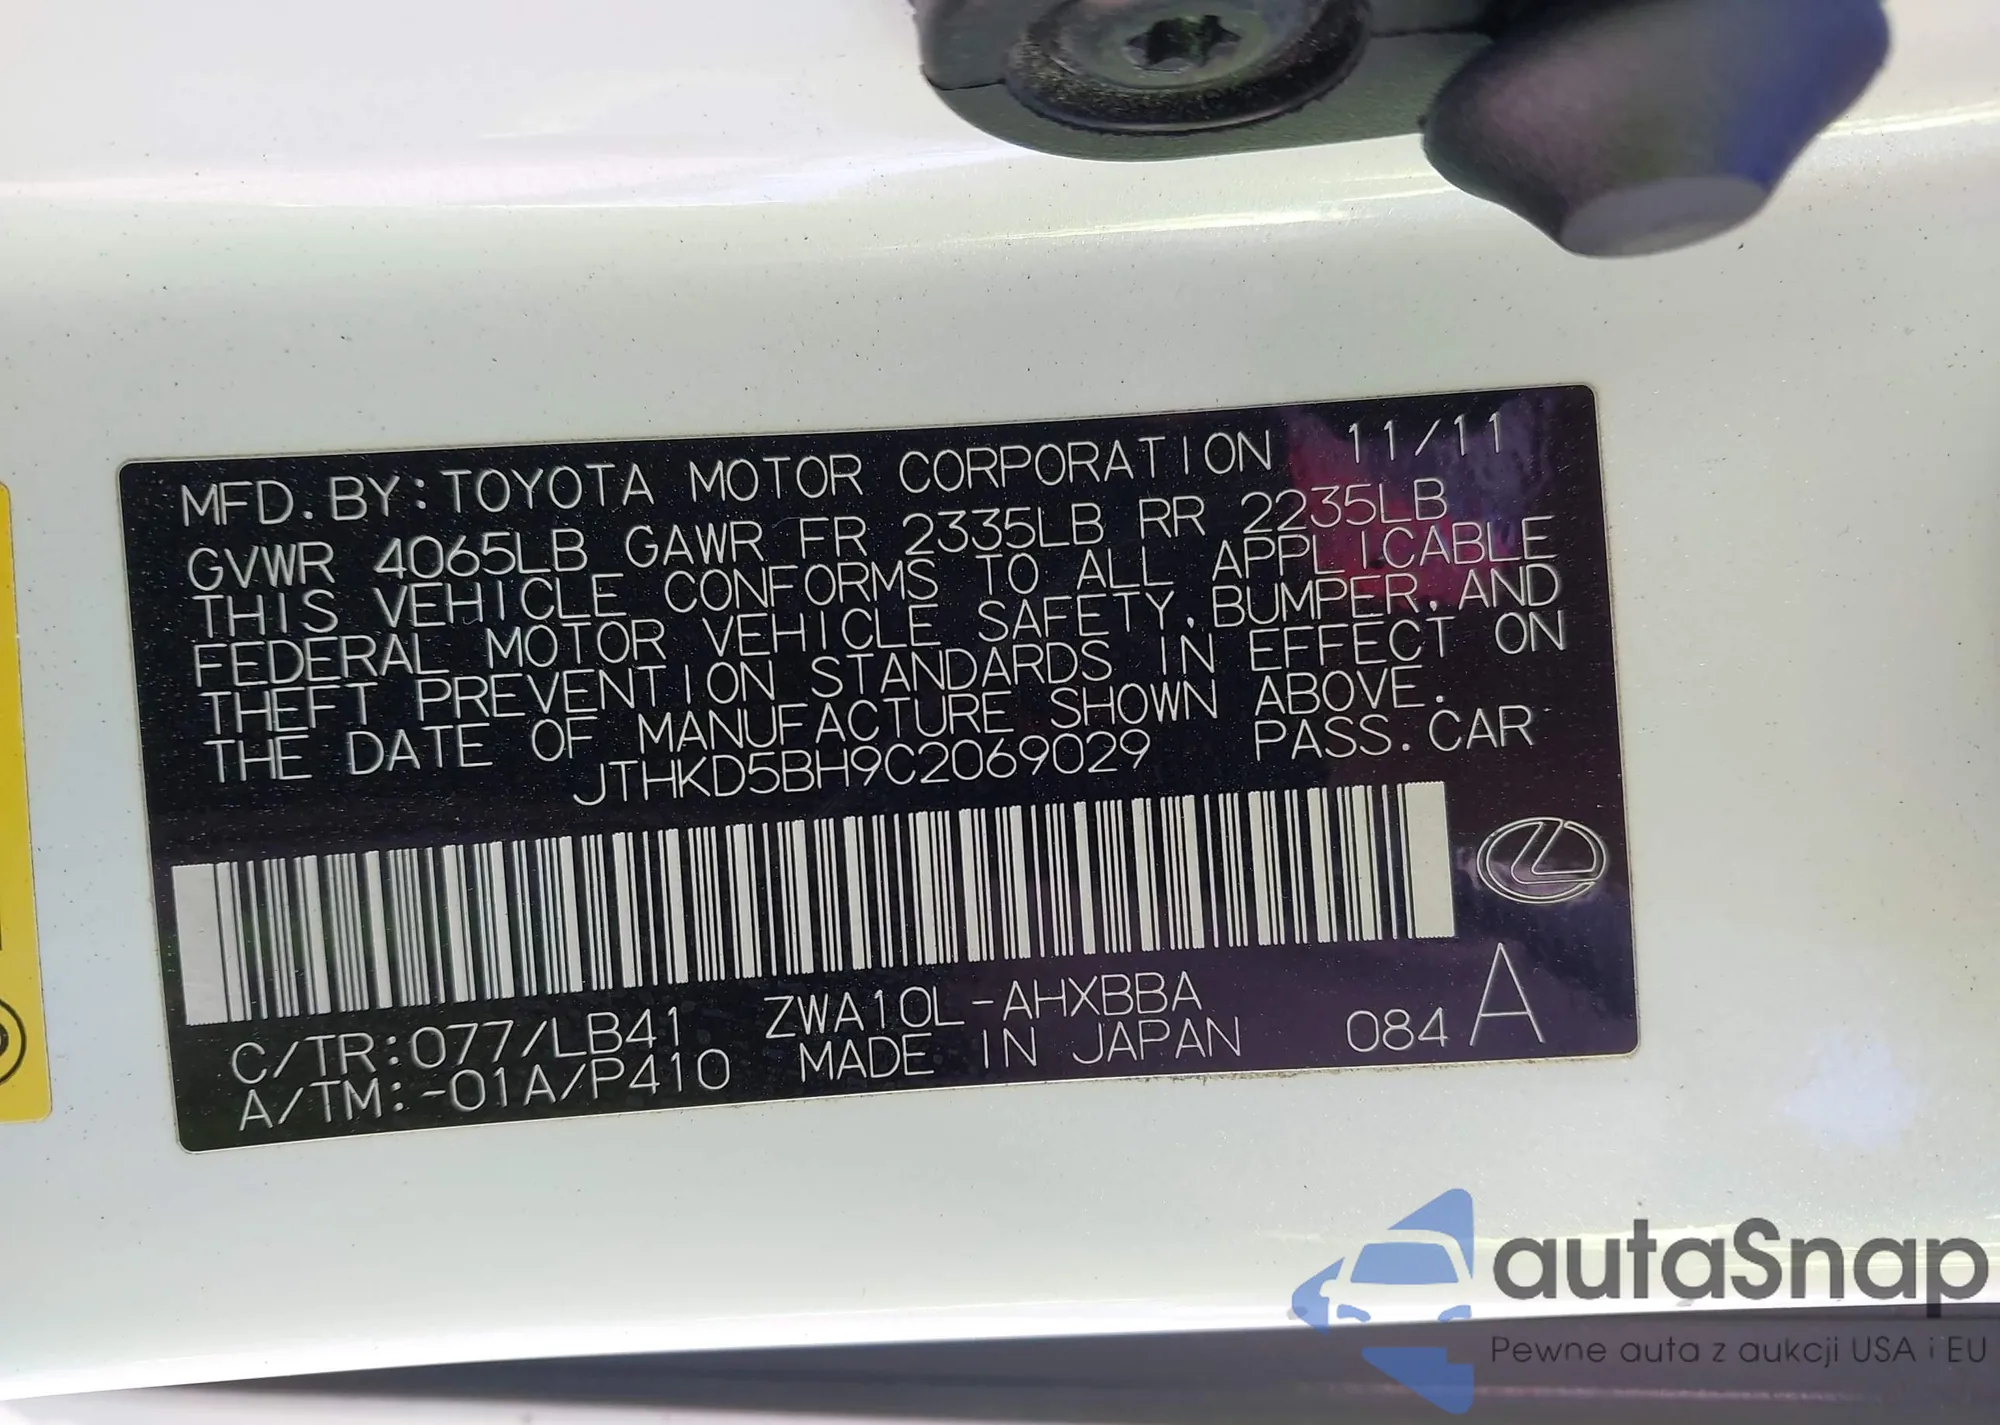 MFD. BY: TOYOTA MOTOR CORPORATION 11/11
GVWR 4065LB GAWR FR 2335LB RR 2235LB
THIS VEHICLE CONFORMS TO ALL APPLICABLE
FEDERAL MOTOR VEHICLE SAFETY, BUMPER, AND
THEFT PREVENTION STANDARDS IN EFFECT ON
THE DATE OF MANUFACTURE SHOWN ABOVE.
JTHKD5BH9C2069029 PASS. CAR
C/TR:077/LB41 ZWA10L-AHXBBA
A/TM:-01A/P410 MADE IN JAPAN 084 A
autaSnap
Pewne auta z aukcji USA i EU